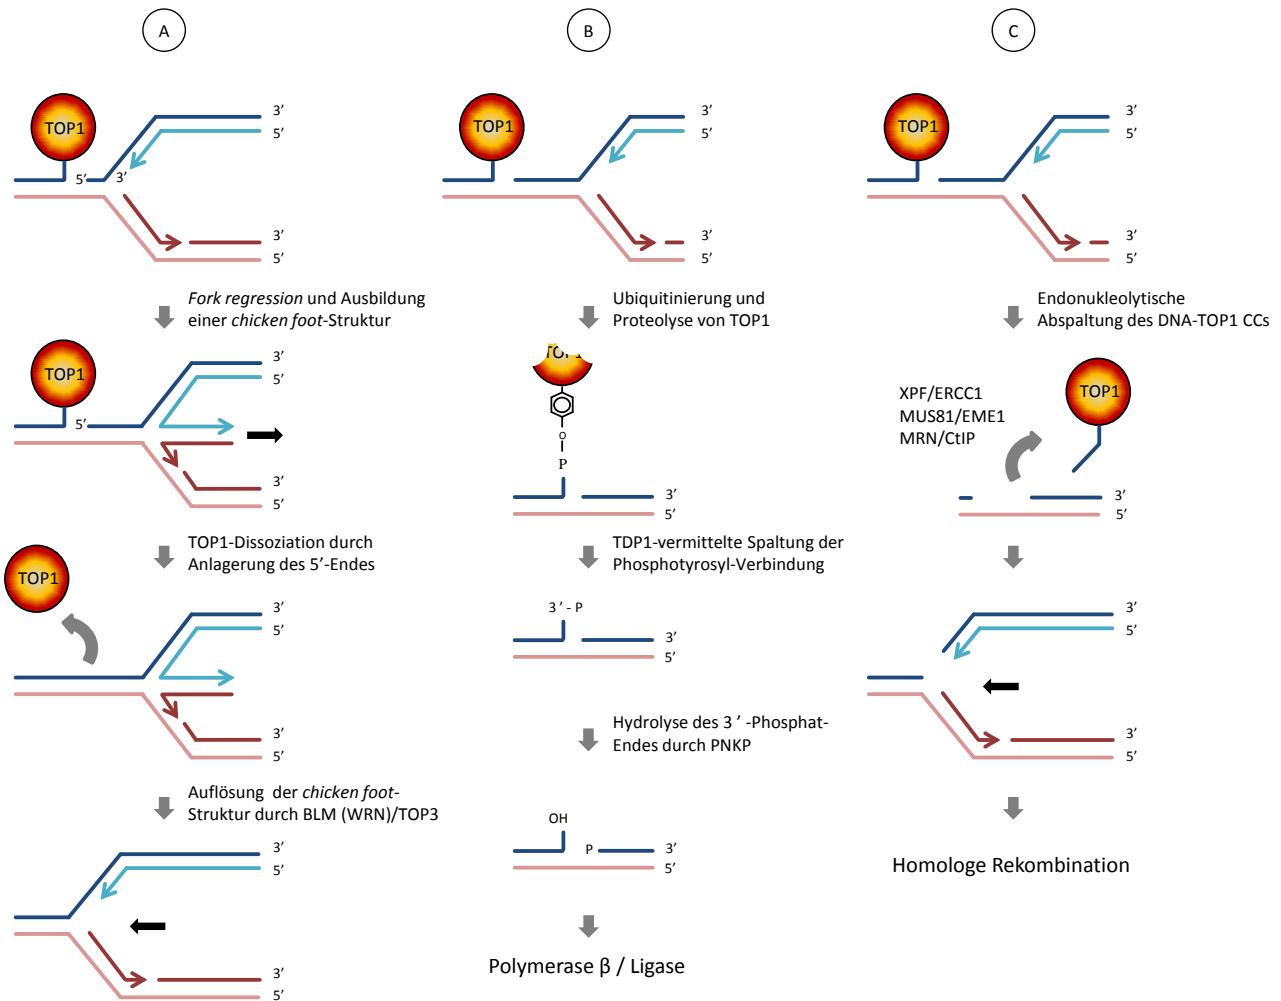 A
TOP1
3’
5’
5’
3’
3’
5’
Fork regression und Ausbildung
einer chicken foot-Struktur
TOP1
3’
5’
5’
3’
5’
TOP1-Dissoziation durch
Anlagerung des 5’-Endes
TOP1
3’
5’
3’
5’
Auflösung der chicken foot-
Struktur durch BLM (WRN)/TOP3
3’
5’
3’
5’
B
TOP1
3’
5’
3’
5’
Ubiquitinierung und
Proteolyse von TOP1
TOP1
O
P
3’
5’
TDP1-vermittelte Spaltung der
Phosphotyrosyl-Verbindung
3 ’ - P
3’
5’
Hydrolyse des 3 ’ -Phosphat-
Endes durch PNKP
OH
P
3’
5’
Polymerase β / Ligase
C
TOP1
3’
5’
3’
5’
Endonukleolytische
Abspaltung des DNA-TOP1 CCs
XPF/ERCC1
MUS81/EME1
MRN/CtIP
TOP1
3’
5’
3’
5’
3’
5’
Homologe Rekombination